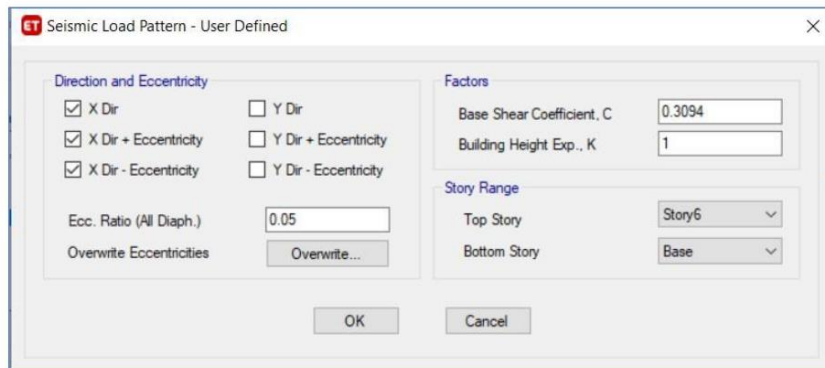 ET Seismic Load Pattern - User Defined
Direction and Eccentricity
X Dir Y Dir
X Dir + Eccentricity Y Dir + Eccentricity
X Dir - Eccentricity Y Dir - Eccentricity
Ecc. Ratio (All Diaph.) 0.05
Overwrite Eccentricities Overwrite...
Factors
Base Shear Coefficient, C 0.3094
Building Height Exp., K 1
Story Range
Top Story Story6
Bottom Story Base
OK Cancel